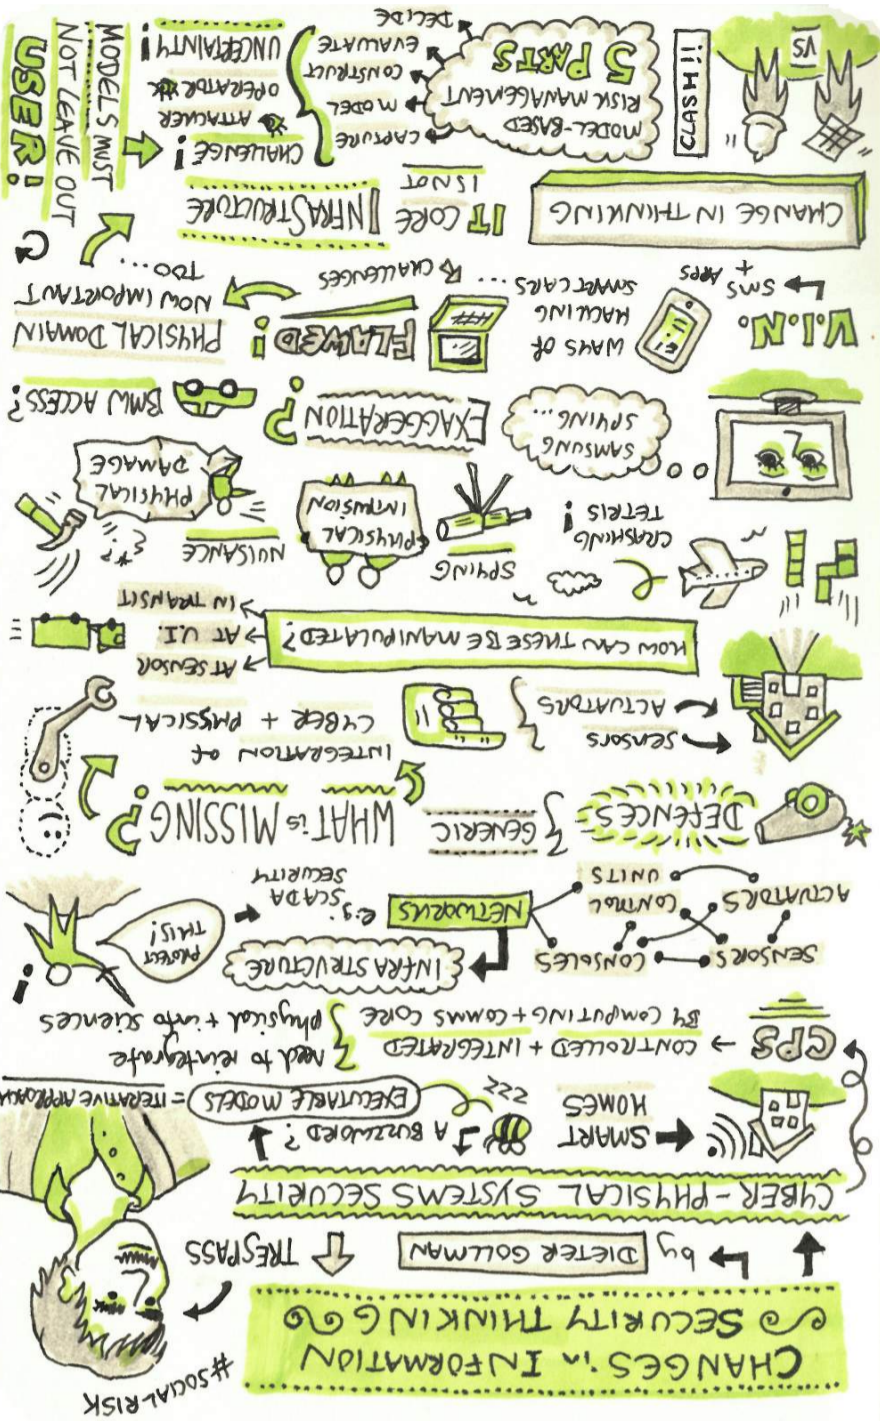 CHANGES in INFORMATION
SECURITY THINKING
#SOCIALRISK
by DIETER GOLLMAN
TRESPASS
CYBER-PHYSICAL SYSTEMS SECURITY
SMART
HOMES
A BUZZWORD?
ZZZ
EXECUTABLE MODELS = ITERATIVE APPROACH
CPS → CONTROLLED + INTEGRATED
BY COMPUTING + COMMS CORE
Need to reintegrate
physical + info sciences
SENSORS
ACTUATORS
CONSOLES
CONTROL
UNITS
NETWORKS
INFRASTRUCTURE
e.g. SCADA
SECURITY
PROTECT
THIS!
!
DEFENCES
GENERIC
WHAT is MISSING?
SENSORS
ACTUATORS
INTEGRATION of
CYBER + PHYSICAL
HOW CAN THESE BE MANIPULATED?
AT SENSOR
AT U.I.
IN TRANSIT
CRASHING
TETRIS!
SPYING
PHYSICAL
INTRUSION
NUISANCE
PHYSICAL
DAMAGE
SAMSUNG
SPYING
...
EXAGGERATION?
BMW ACCESS?
V.I.N.
SMS
+ APPS
WAYS OF
HACKING
SMARTCARS
... & CHALLENGES
FLAWED!
PHYSICAL DOMAIN
NOW IMPORTANT
TOO ...
CHANGE IN THINKING
IT CORE INFRASTRUCTURE
IS NOT
VS
CLASH!!
MODEL-BASED
RISK MANAGEMENT
5 PARTS
CAPTURE
MODEL
CONSTRUCT
EVALUATE
DECIDE
CHALLENGE!
ATTACKER
OPERATOR
UNCERTAINTY!
MODELS MUST
NOT LEAVE OUT
USER!